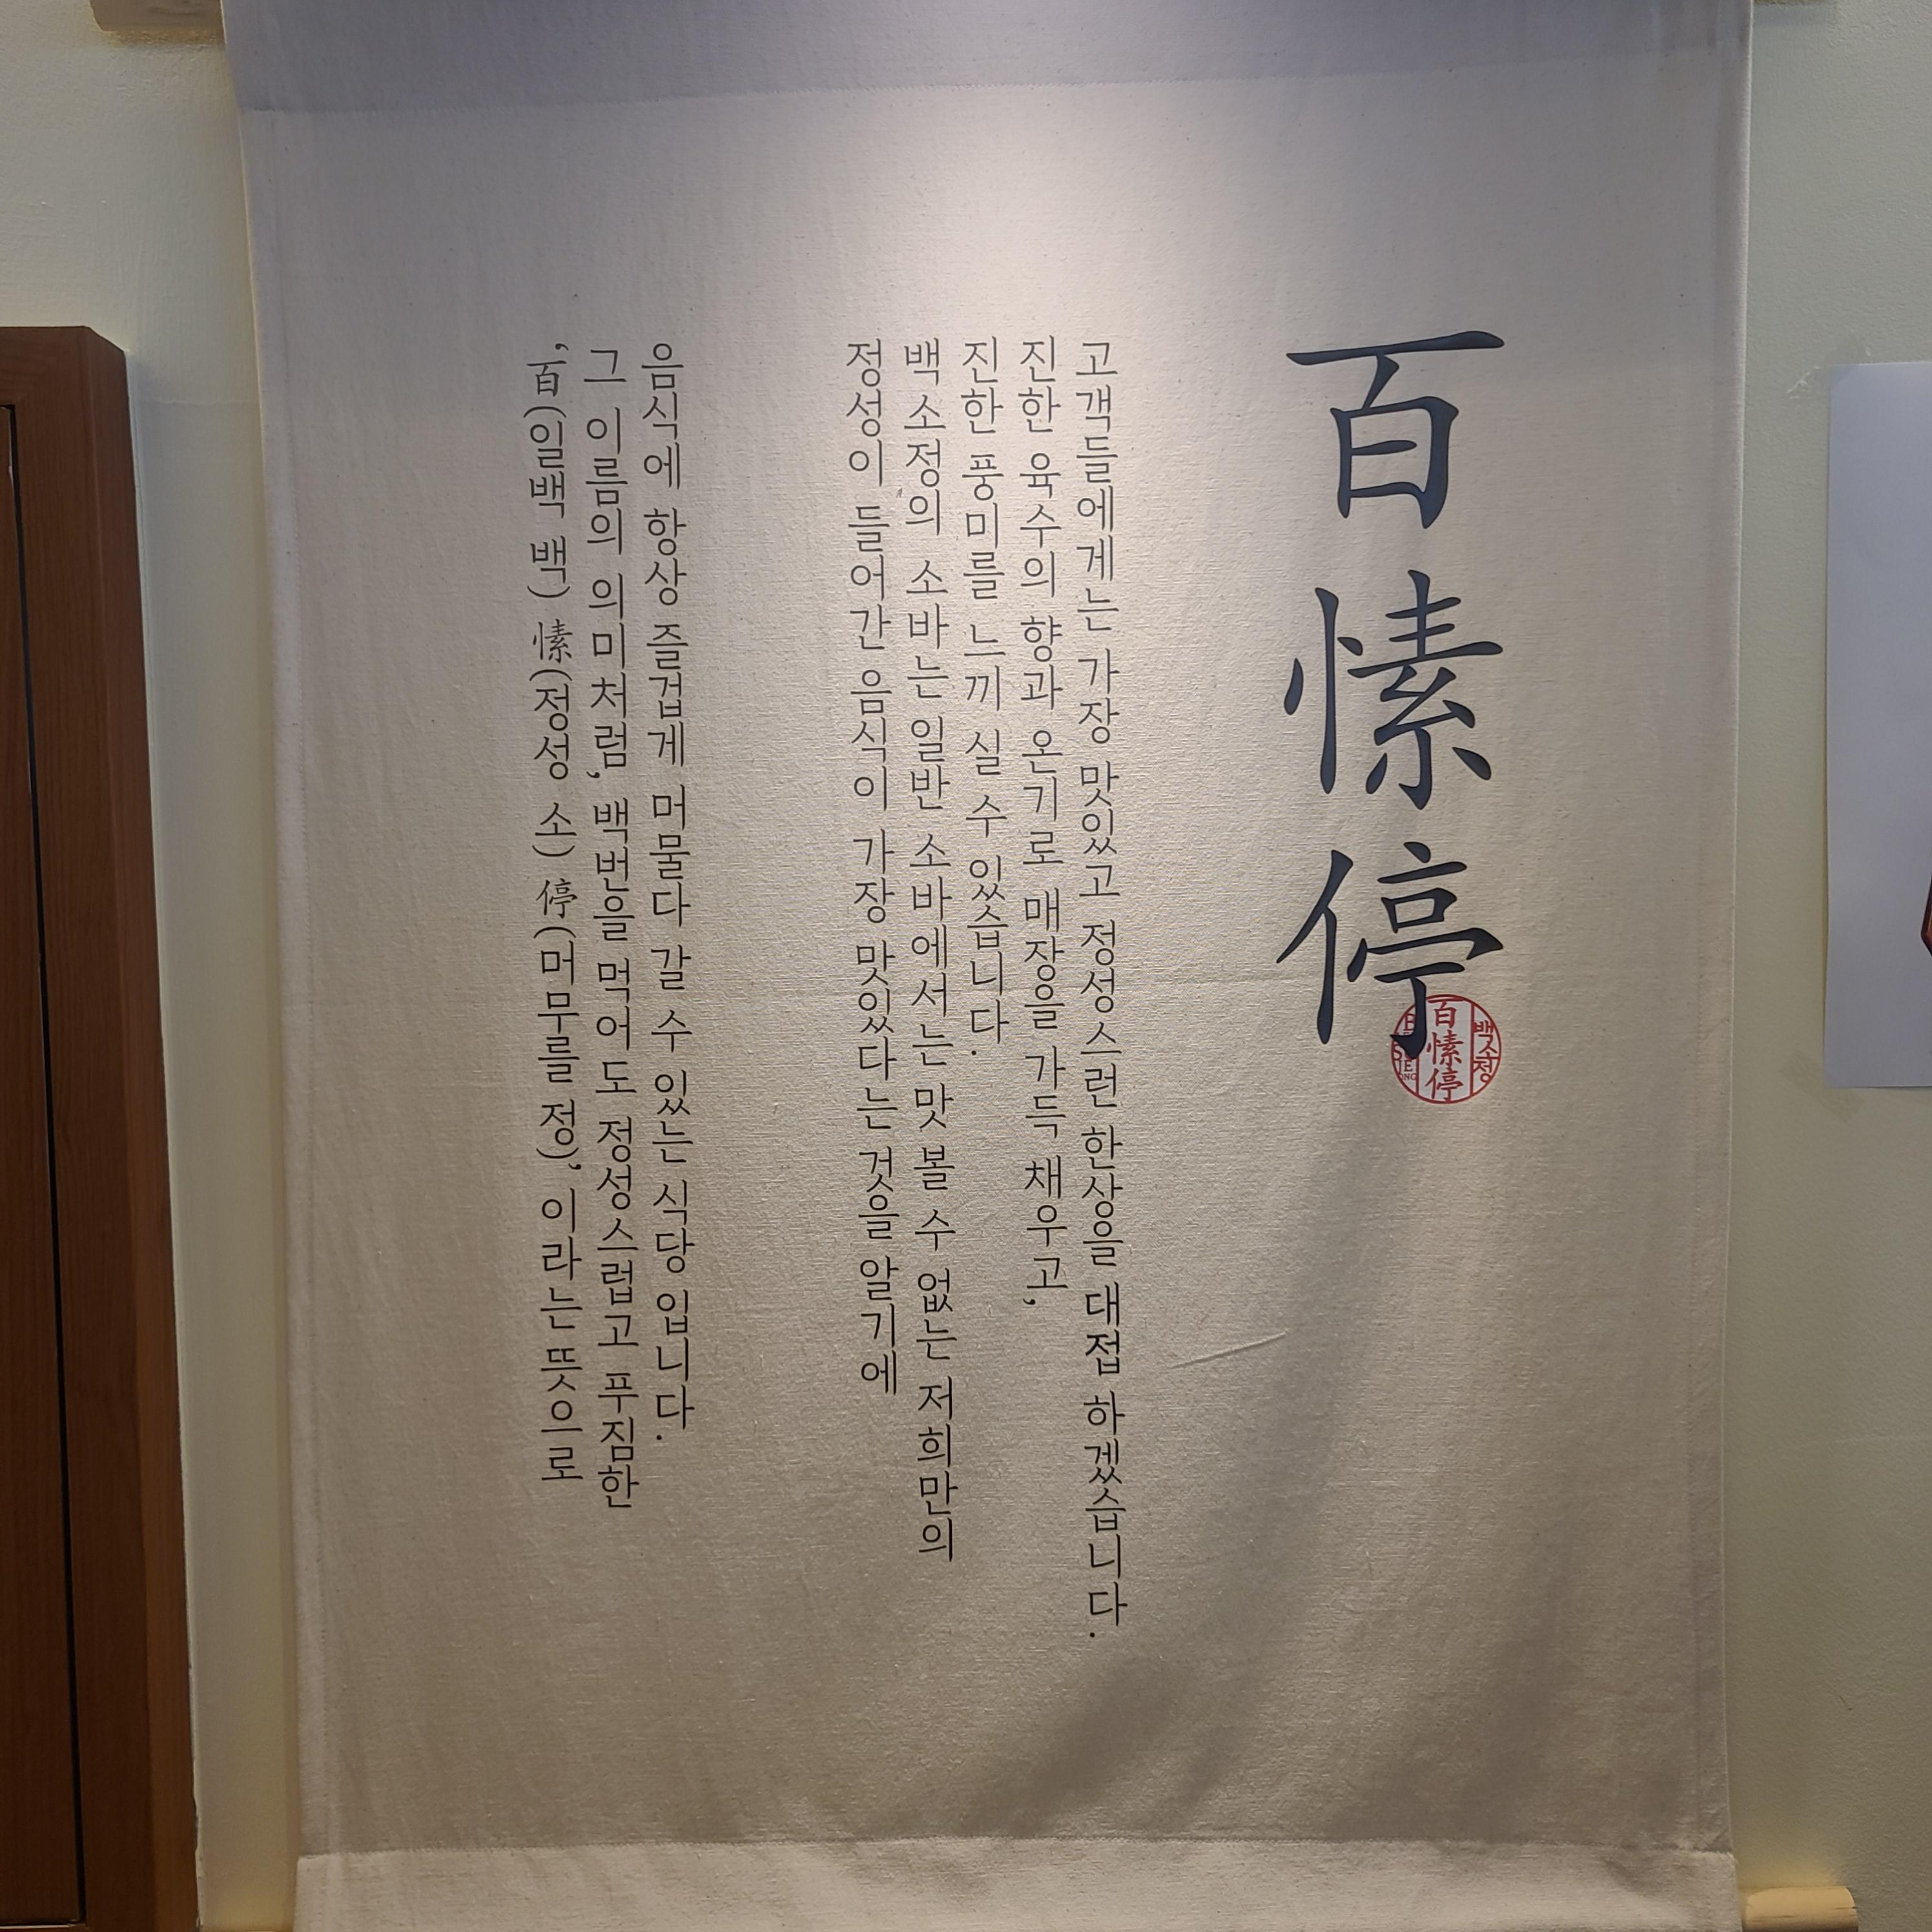 百愫停
百愫停
백소정
‘百(일백 백) 愫(정성 소) 停(머무를 정)’ 이라는 뜻으로
그 이름의 의미처럼, 백번을 먹어도 정성스럽고 푸짐한
음식에 항상 즐겁게 머물다 갈 수 있는 식당 입니다.
정성이 들어간 음식이 가장 맛있다는 것을 알기에
백소정의 소바는 일반 소바에서는 맛 볼 수 없는 저희만의
진한 풍미를 느끼 실 수 있습니다.
진한 육수의 향과 온기로 매장을 가득 채우고,
고객들에게는 가장 맛있고 정성스런 한상을 대접 하겠습니다.